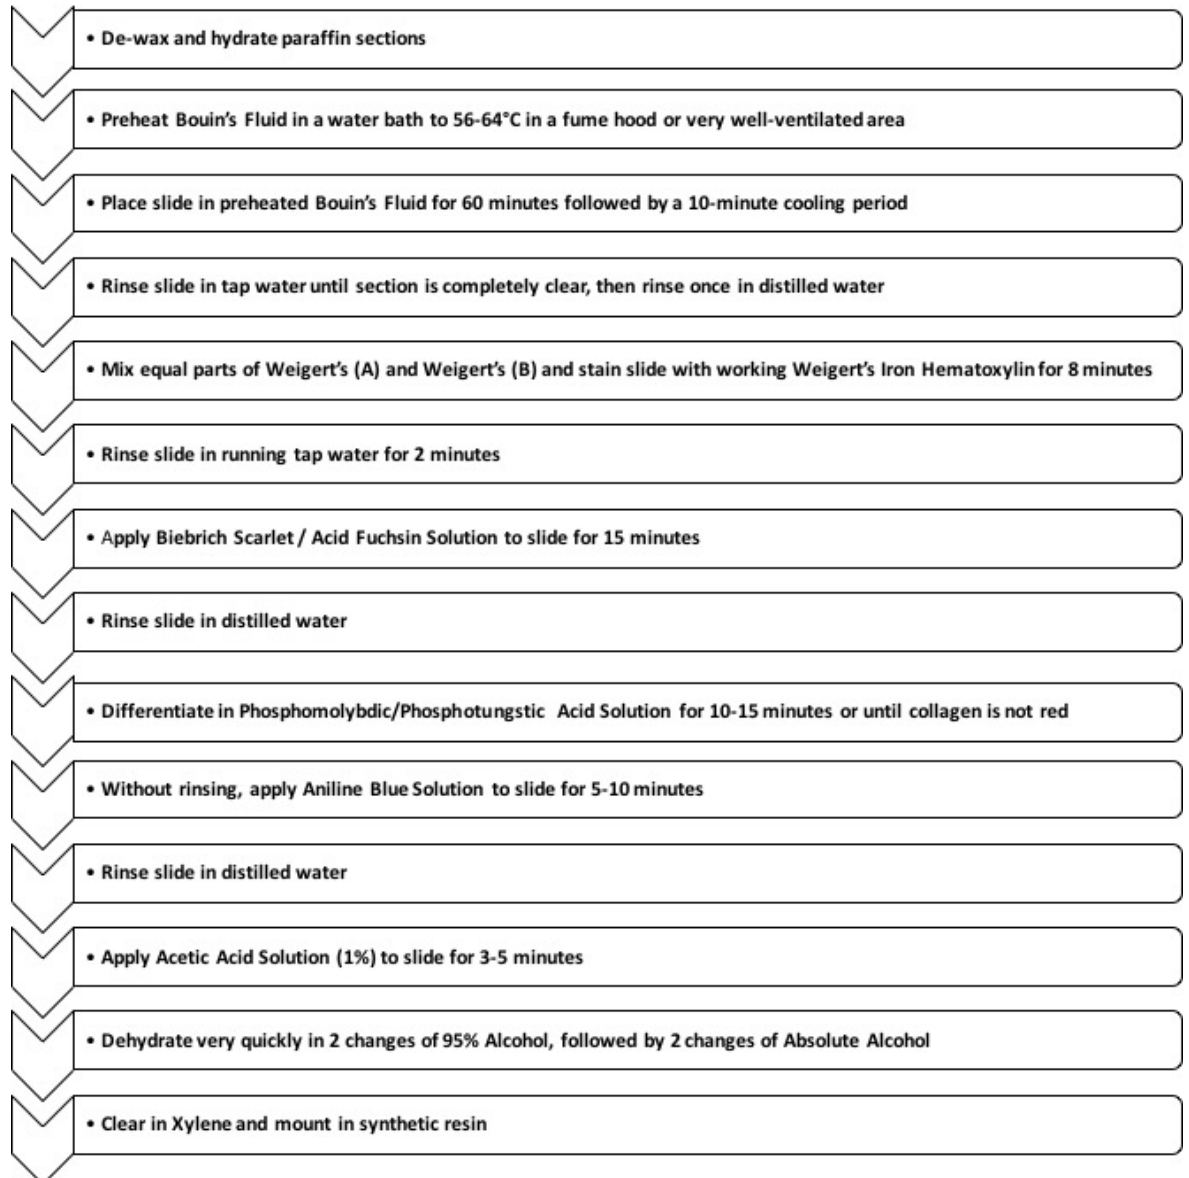 • De-wax and hydrate paraffin sections
• Preheat Bouin's Fluid in a water bath to 56-64°C in a fume hood or very well-ventilated area
• Place slide in preheated Bouin's Fluid for 60 minutes followed by a 10-minute cooling period
• Rinse slide in tap water until section is completely clear, then rinse once in distilled water
• Mix equal parts of Weigert's (A) and Weigert's (B) and stain slide with working Weigert's Iron Hematoxylin for 8 minutes
• Rinse slide in running tap water for 2 minutes
• Apply Biebrich Scarlet / Acid Fuchsin Solution to slide for 15 minutes
• Rinse slide in distilled water
• Differentiate in Phosphomolybdic/Phosphotungstic Acid Solution for 10-15 minutes or until collagen is not red
• Without rinsing, apply Aniline Blue Solution to slide for 5-10 minutes
• Rinse slide in distilled water
• Apply Acetic Acid Solution (1%) to slide for 3-5 minutes
• Dehydrate very quickly in 2 changes of 95% Alcohol, followed by 2 changes of Absolute Alcohol
• Clear in Xylene and mount in synthetic resin